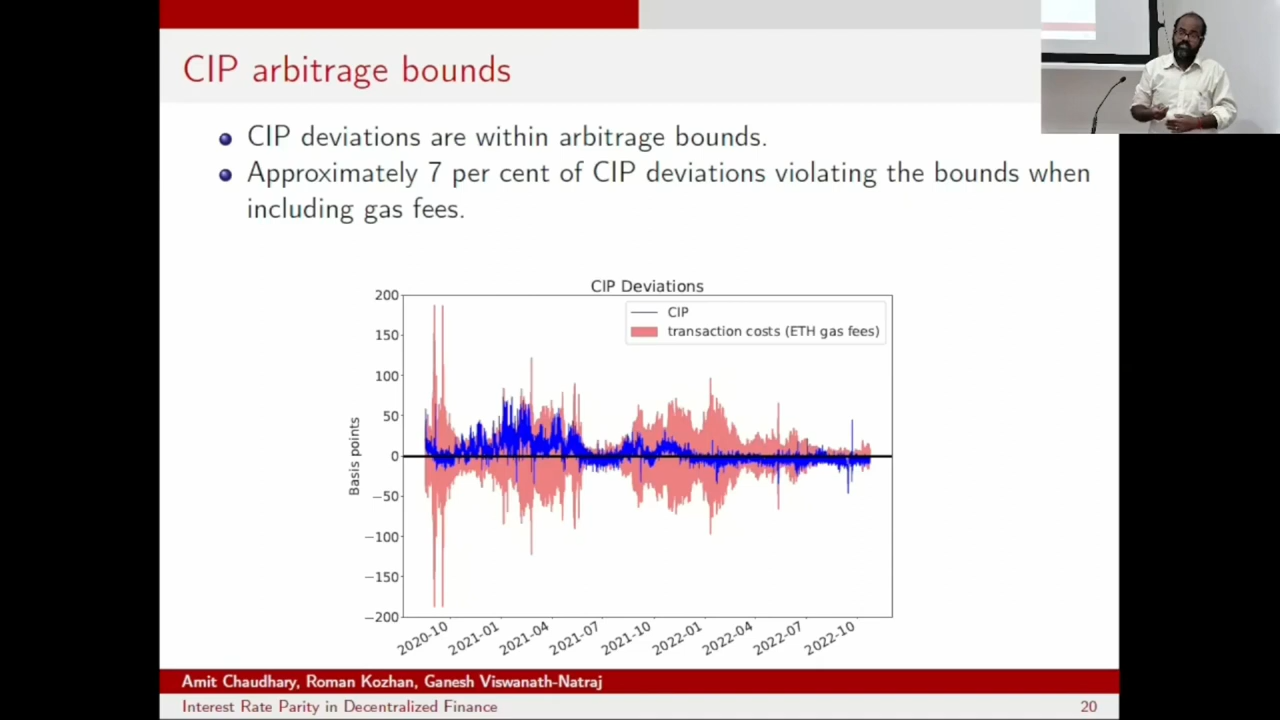 CIP arbitrage bounds
CIP deviations are within arbitrage bounds.
Approximately 7 per cent of CIP deviations violating the bounds when
including gas fees.
CIP Deviations
CIP
transaction costs (ETH gas fees)
Basis points
200
150
100
50
0
−50
−100
−150
−200
2020-10
2021-01
2021-04
2021-07
2021-10
2022-01
2022-04
2022-07
2022-10
Amit Chaudhary, Roman Kozhan, Ganesh Viswanath-Natraj
Interest Rate Parity in Decentralized Finance
20